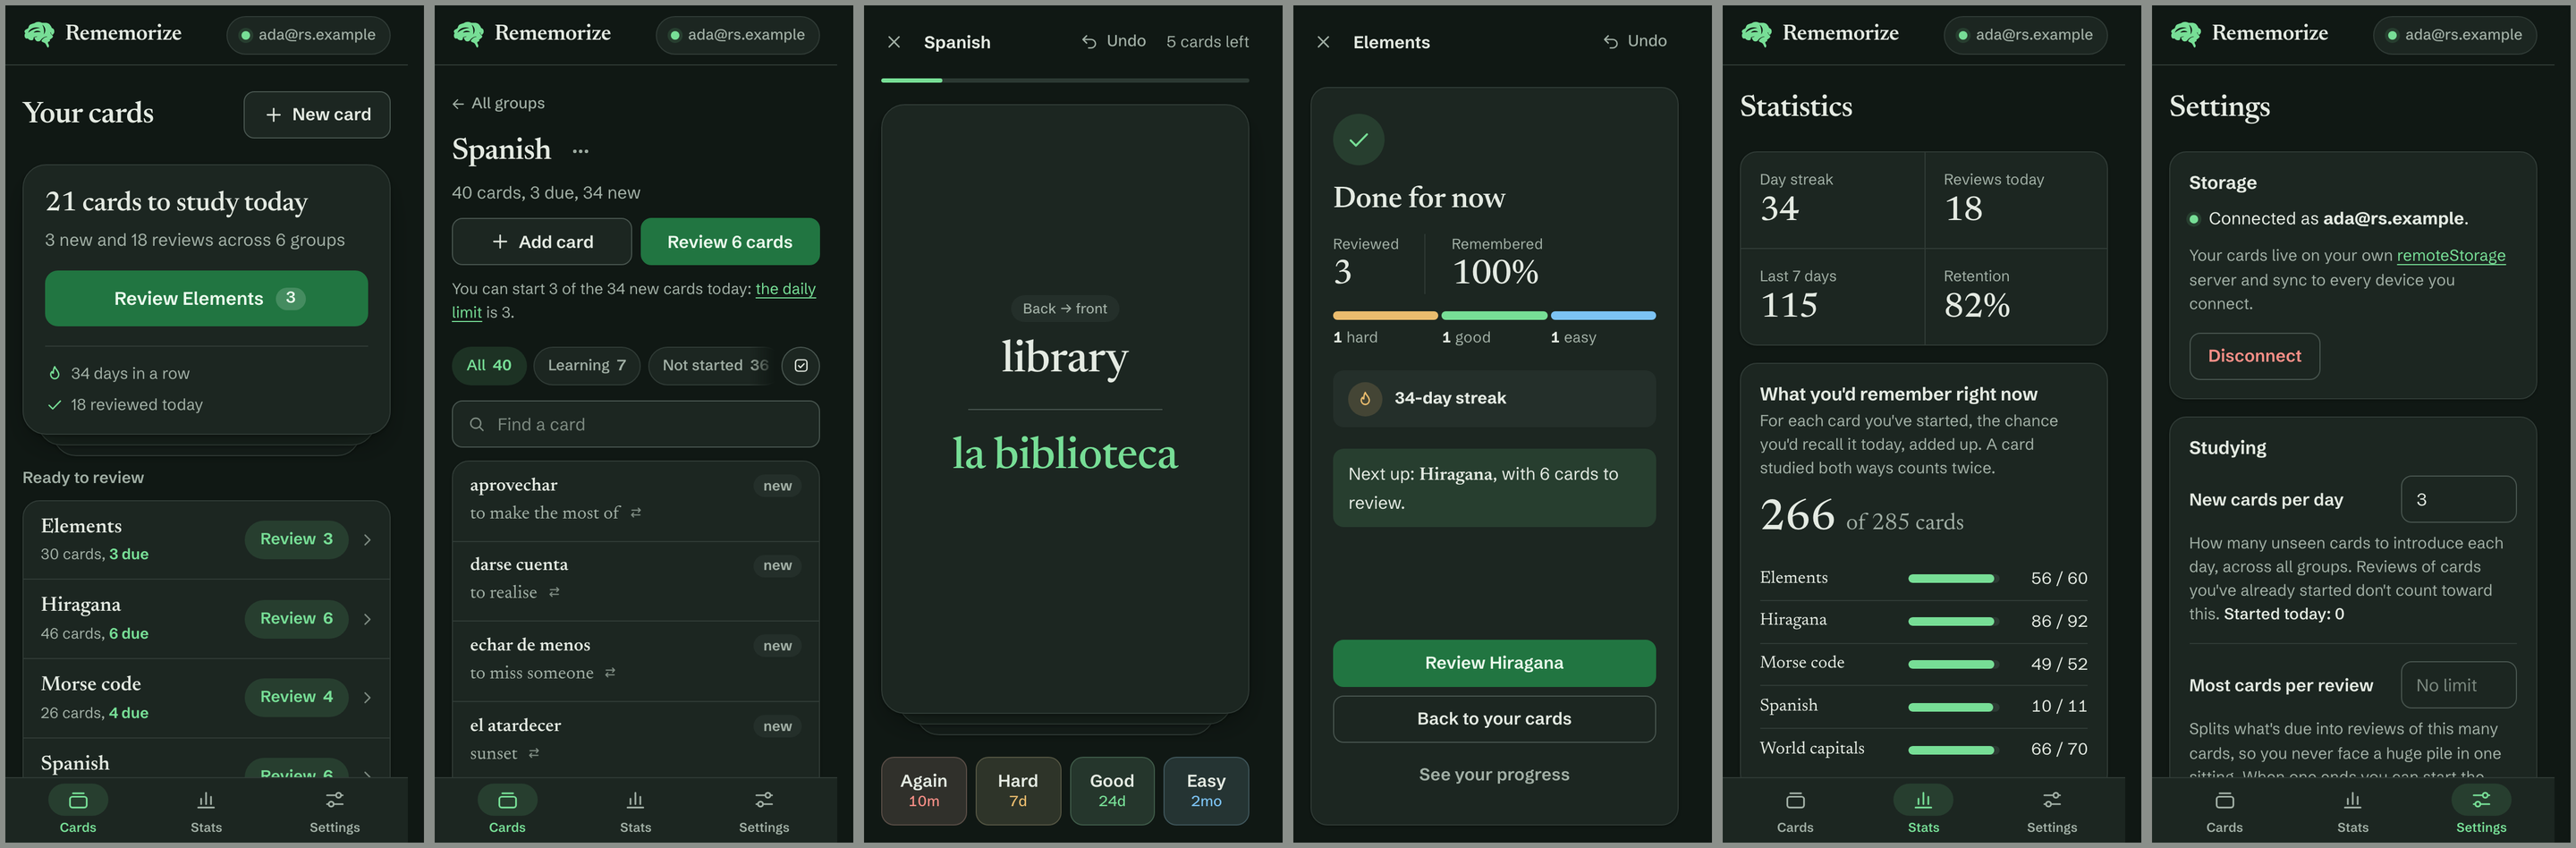 Rememorize
ada@rs.example
Your cards
+ New card
21 cards to study today
3 new and 18 reviews across 6 groups
Review Elements 3
34 days in a row
18 reviewed today
Ready to review
Elements
30 cards, 3 due
Review 3
Hiragana
46 cards, 6 due
Review 6
Morse code
26 cards, 4 due
Review 4
Spanish
Review 6
Cards
Stats
Settings
Rememorize
ada@rs.example
← All groups
Spanish ···
40 cards, 3 due, 34 new
+ Add card
Review 6 cards
You can start 3 of the 34 new cards today: the daily
limit is 3.
All 40
Learning 7
Not started 36
Find a card
aprovechar
new
to make the most of ⇄
darse cuenta
new
to realise ⇄
echar de menos
new
to miss someone ⇄
el atardecer
new
sunset ⇄
Cards
Stats
Settings
Spanish
Undo
5 cards left
Back → front
library
la biblioteca
Again
10m
Hard
7d
Good
24d
Easy
2mo
Elements
Undo
Done for now
Reviewed
3
Remembered
100%
1 hard
1 good
1 easy
34-day streak
Next up: Hiragana, with 6 cards to
review.
Review Hiragana
Back to your cards
See your progress
Rememorize
ada@rs.example
Statistics
Day streak
34
Reviews today
18
Last 7 days
115
Retention
82%
What you'd remember right now
For each card you've started, the chance
you'd recall it today, added up. A card
studied both ways counts twice.
266 of 285 cards
Elements
56 / 60
Hiragana
86 / 92
Morse code
49 / 52
Spanish
10 / 11
World capitals
66 / 70
Cards
Stats
Settings
Rememorize
ada@rs.example
Settings
Storage
Connected as ada@rs.example.
Your cards live on your own remoteStorage
server and sync to every device you
connect.
Disconnect
Studying
New cards per day
3
How many unseen cards to introduce each
day, across all groups. Reviews of cards
you've already started don't count toward
this. Started today: 0
Most cards per review
No limit
Splits what's due into reviews of this many
cards, so you never face a huge pile in one
sitting. When one ends you can start the
Cards
Stats
Settings